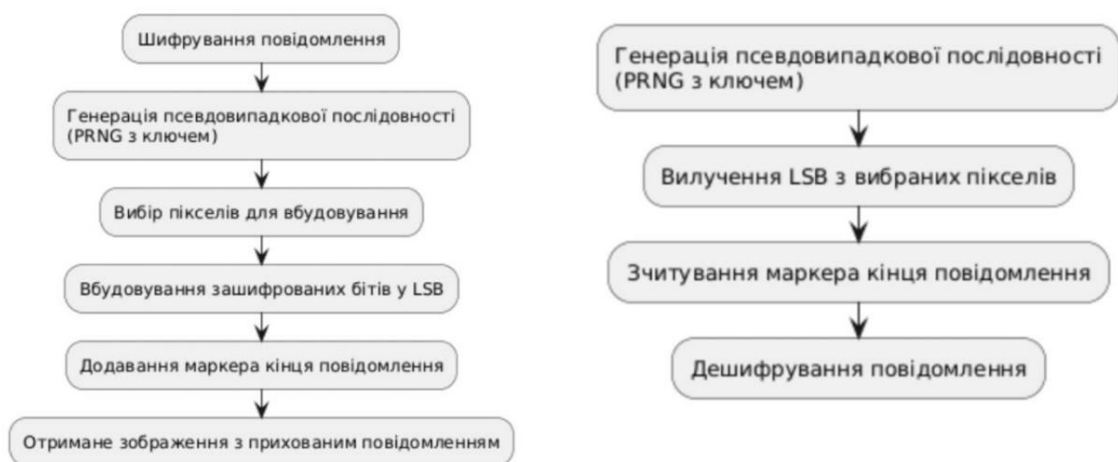 Шифрування повідомлення
Генерація псевдовипадкової послідовності
(PRNG з ключем)
Вибір пікселів для вбудовування
Вбудовування зашифрованих бітів у LSB
Додавання маркера кінця повідомлення
Отримане зображення з прихованим повідомленням
Генерація псевдовипадкової послідовності
(PRNG з ключем)
Вилучення LSB з вибраних пікселів
Зчитування маркера кінця повідомлення
Дешифрування повідомлення